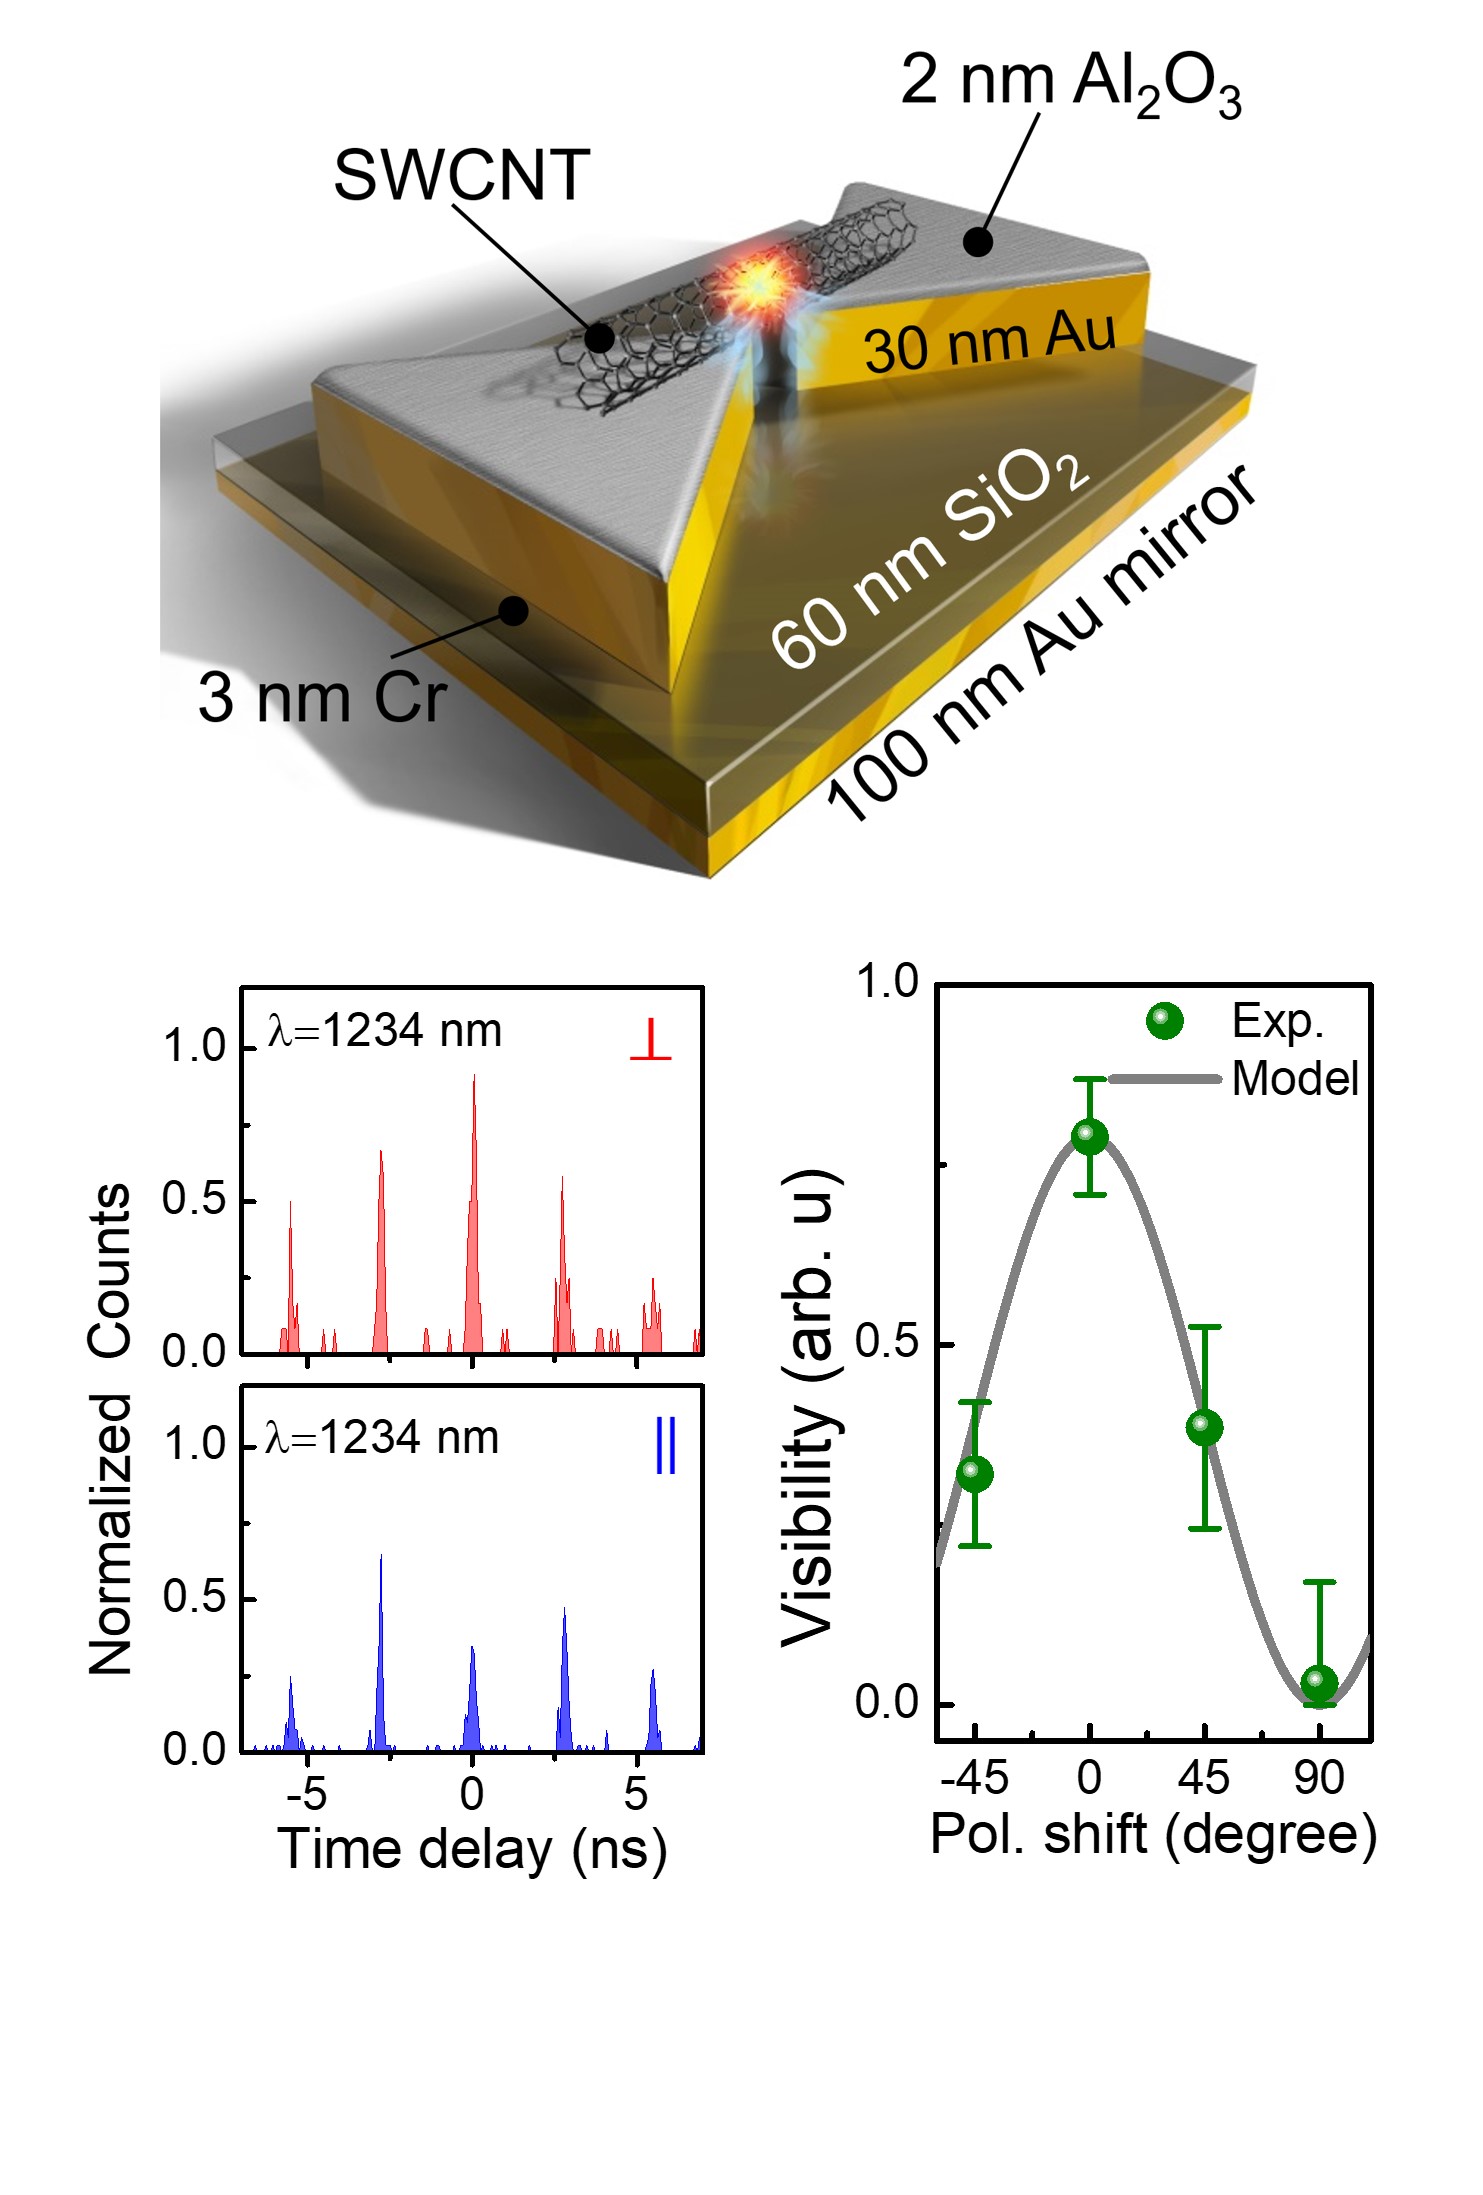 2 nm Al₂O₃
SWCNT
30 nm Au
60 nm SiO₂
100 nm Au mirror
3 nm Cr
Normalized Counts
λ=1234 nm
⊥
1.0
0.5
0.0
λ=1234 nm
||
1.0
0.5
0.0
-5 0 5
Time delay (ns)
Visibility (arb. u)
1.0
0.5
0.0
Exp.
Model
-45 0 45 90
Pol. shift (degree)